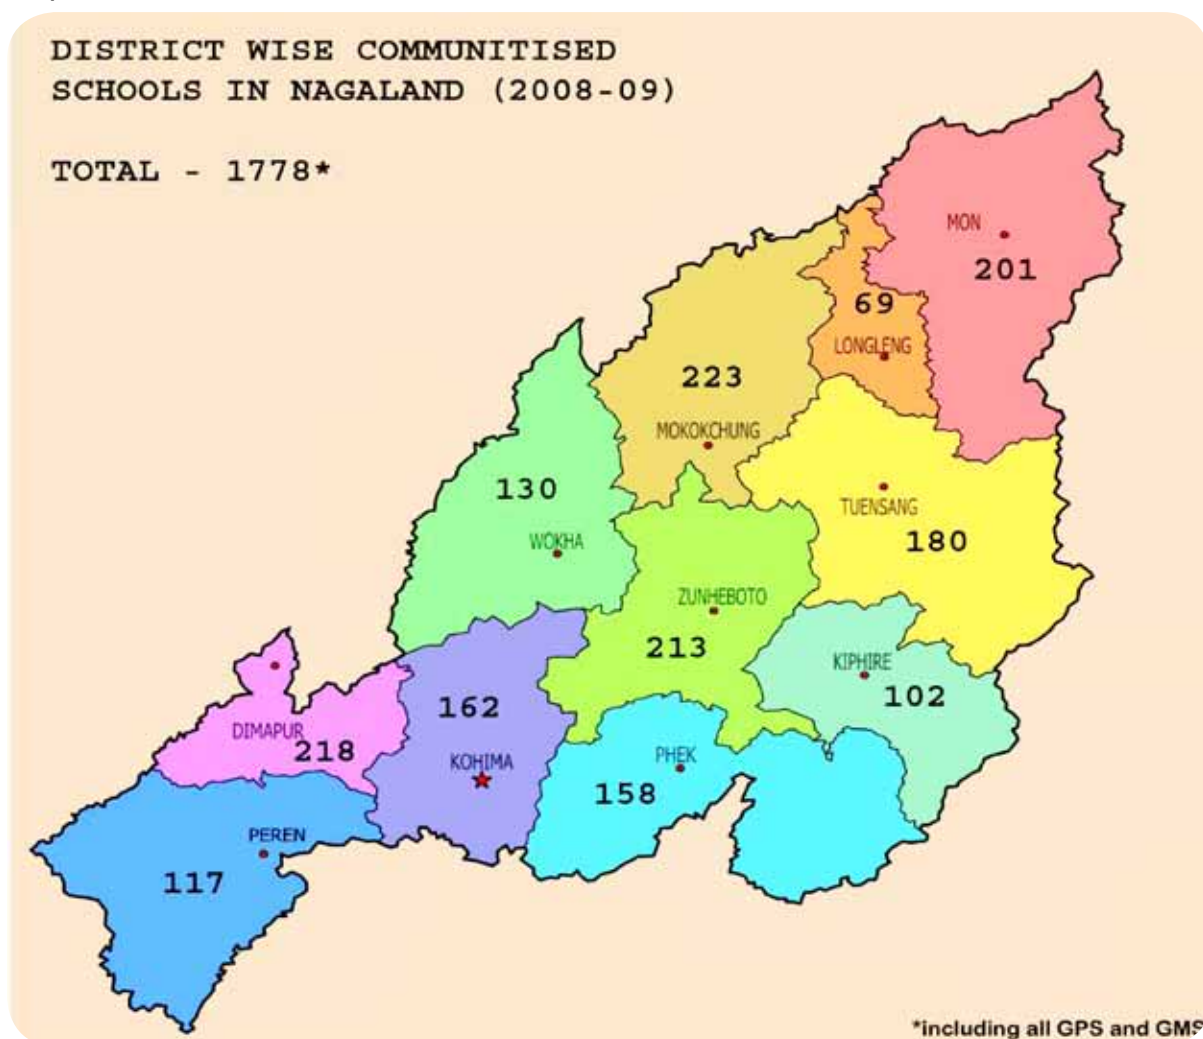 DISTRICT WISE COMMUNITISED
SCHOOLS IN NAGALAND (2008-09)
TOTAL - 1778*
MON
201
69
LONGLENG
223
MOKOKCHUNG
130
WOKHA
TUENSANG
180
ZUNHEBOTO
213
KIPHIRE
102
162
KOHIMA
DIMAPUR
218
PHEK
158
PEREN
117
*including all GPS and GMS